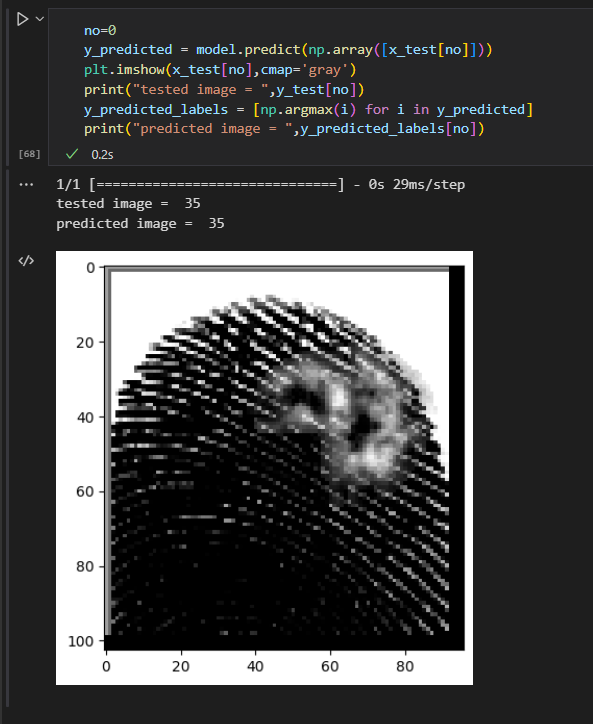 no=0
y_predicted = model.predict(np.array([x_test[no]]))
plt.imshow(x_test[no],cmap='gray')
print("tested image = ",y_test[no])
y_predicted_labels = [np.argmax(i) for i in y_predicted]
print("predicted image = ",y_predicted_labels[no])
[68]
0.2s
1/1 [==============================] - 0s 29ms/step
tested image =  35
predicted image =  35
0
20
40
60
80
100
0 20 40 60 80